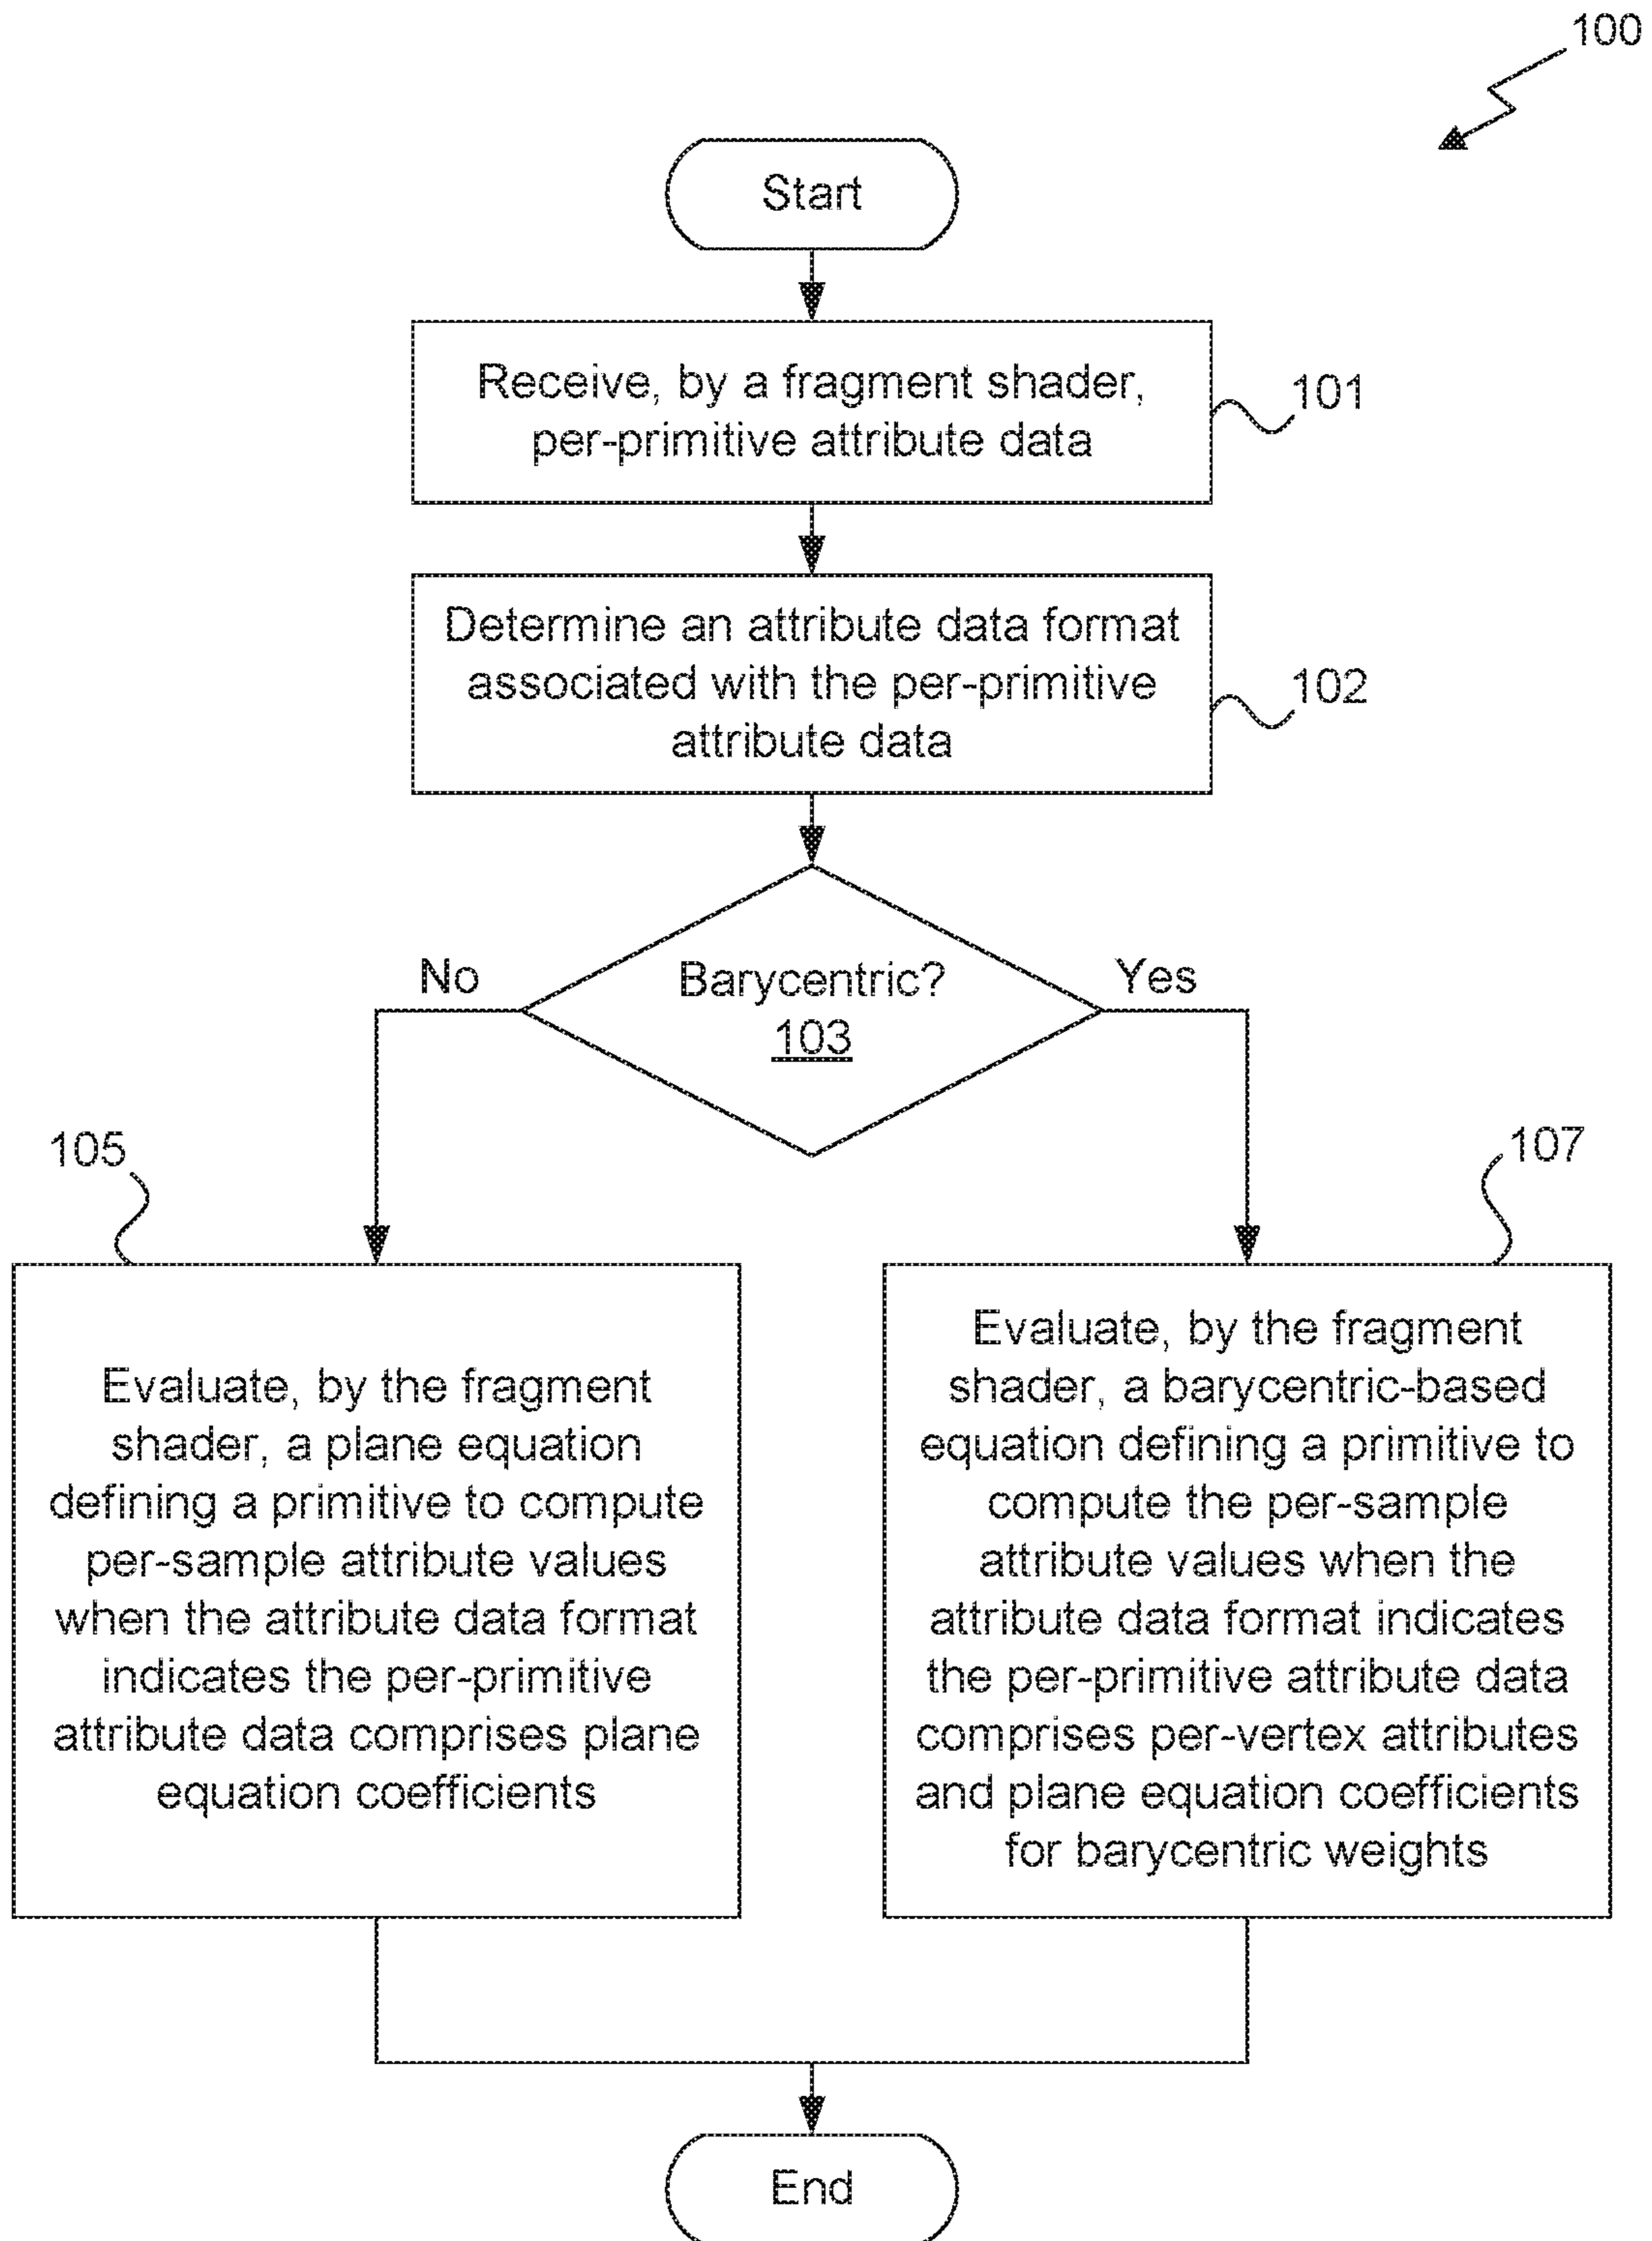 100
Start
Receive, by a fragment shader,
per-primitive attribute data
101
Determine an attribute data format
associated with the per-primitive
attribute data
102
No
Barycentric?
103
Yes
105
107
Evaluate, by the fragment
shader, a plane equation
defining a primitive to compute
per-sample attribute values
when the attribute data format
indicates the per-primitive
attribute data comprises plane
equation coefficients
Evaluate, by the fragment
shader, a barycentric-based
equation defining a primitive to
compute the per-sample
attribute values when the
attribute data format indicates
the per-primitive attribute data
comprises per-vertex attributes
and plane equation coefficients
for barycentric weights
End